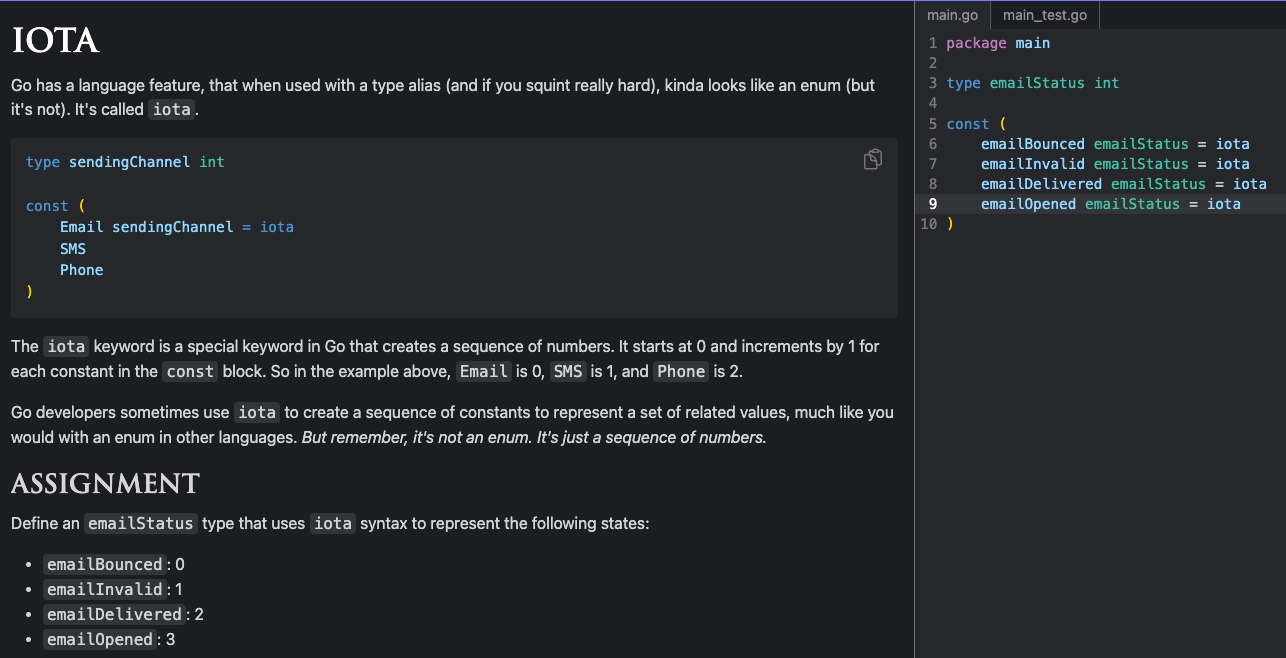 IOTA
Go has a language feature, that when used with a type alias (and if you squint really hard), kinda looks like an enum (but
it's not). It's called iota.
type sendingChannel int
const (
    Email sendingChannel = iota
    SMS
    Phone
)
The iota keyword is a special keyword in Go that creates a sequence of numbers. It starts at 0 and increments by 1 for
each constant in the const block. So in the example above, Email is 0, SMS is 1, and Phone is 2.
Go developers sometimes use iota to create a sequence of constants to represent a set of related values, much like you
would with an enum in other languages. But remember, it's not an enum. It's just a sequence of numbers.
ASSIGNMENT
Define an emailStatus type that uses iota syntax to represent the following states:
• emailBounced: 0
• emailInvalid: 1
• emailDelivered: 2
• emailOpened: 3
main.go main_test.go
1 package main
2
3 type emailStatus int
4
5 const (
6     emailBounced emailStatus = iota
7     emailInvalid emailStatus = iota
8     emailDelivered emailStatus = iota
9     emailOpened emailStatus = iota
10 )